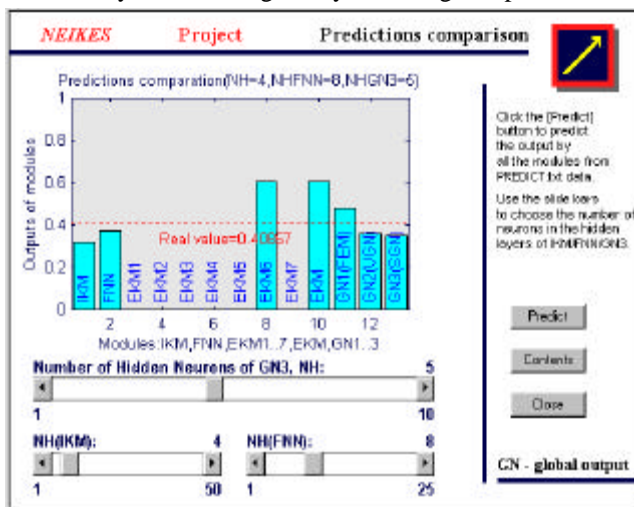 NEIKES Project Predictions comparison
Predictions comparation(NH=4,NHFNN=8,NHGN3=5)
1
0.8
0.6
0.4
0.2
0
Outputs of modules
Real value=0.40667
IKM
FNN
EKM1
EKM2
EKM3
EKM4
EKM5
EKM6
EKM7
EKM
GN1(FEM)
GN2(VGN)
GN3(SGN)
2 4 6 8 10 12
Modules:IKM,FNN,EKM1..7,EKM,GN1..3
Number of Hidden Neurons of GN3, NH: 5
1 10
NH(IKM): 4
1 50
NH(FNN): 8
1 25
Click the [Predict]
button to predict
the output by
all the modules from
PREDICT.txt data.
Use the slide bars
to choose the number of
neurons in the hidden
layers of IKM/FNN/GN3.
Predict
Contents
Close
GN - global output